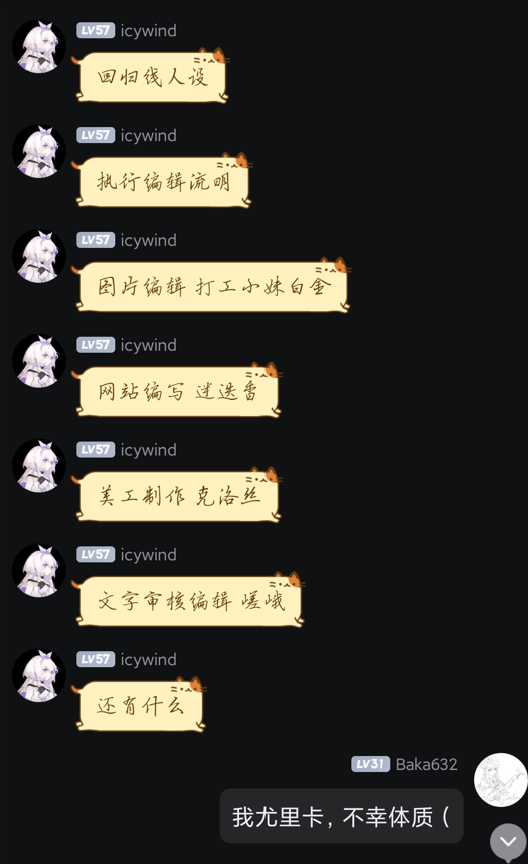 LV57 icywind
回归线人设
LV57 icywind
执行编辑流明
LV57 icywind
图片编辑 打工小妹白金
LV57 icywind
网站编写 迷迭香
LV57 icywind
美工制作 克洛丝
LV57 icywind
文字审核编辑 嵯峨
LV57 icywind
还有什么
LV31 Baka632
我尤里卡，不幸体质（